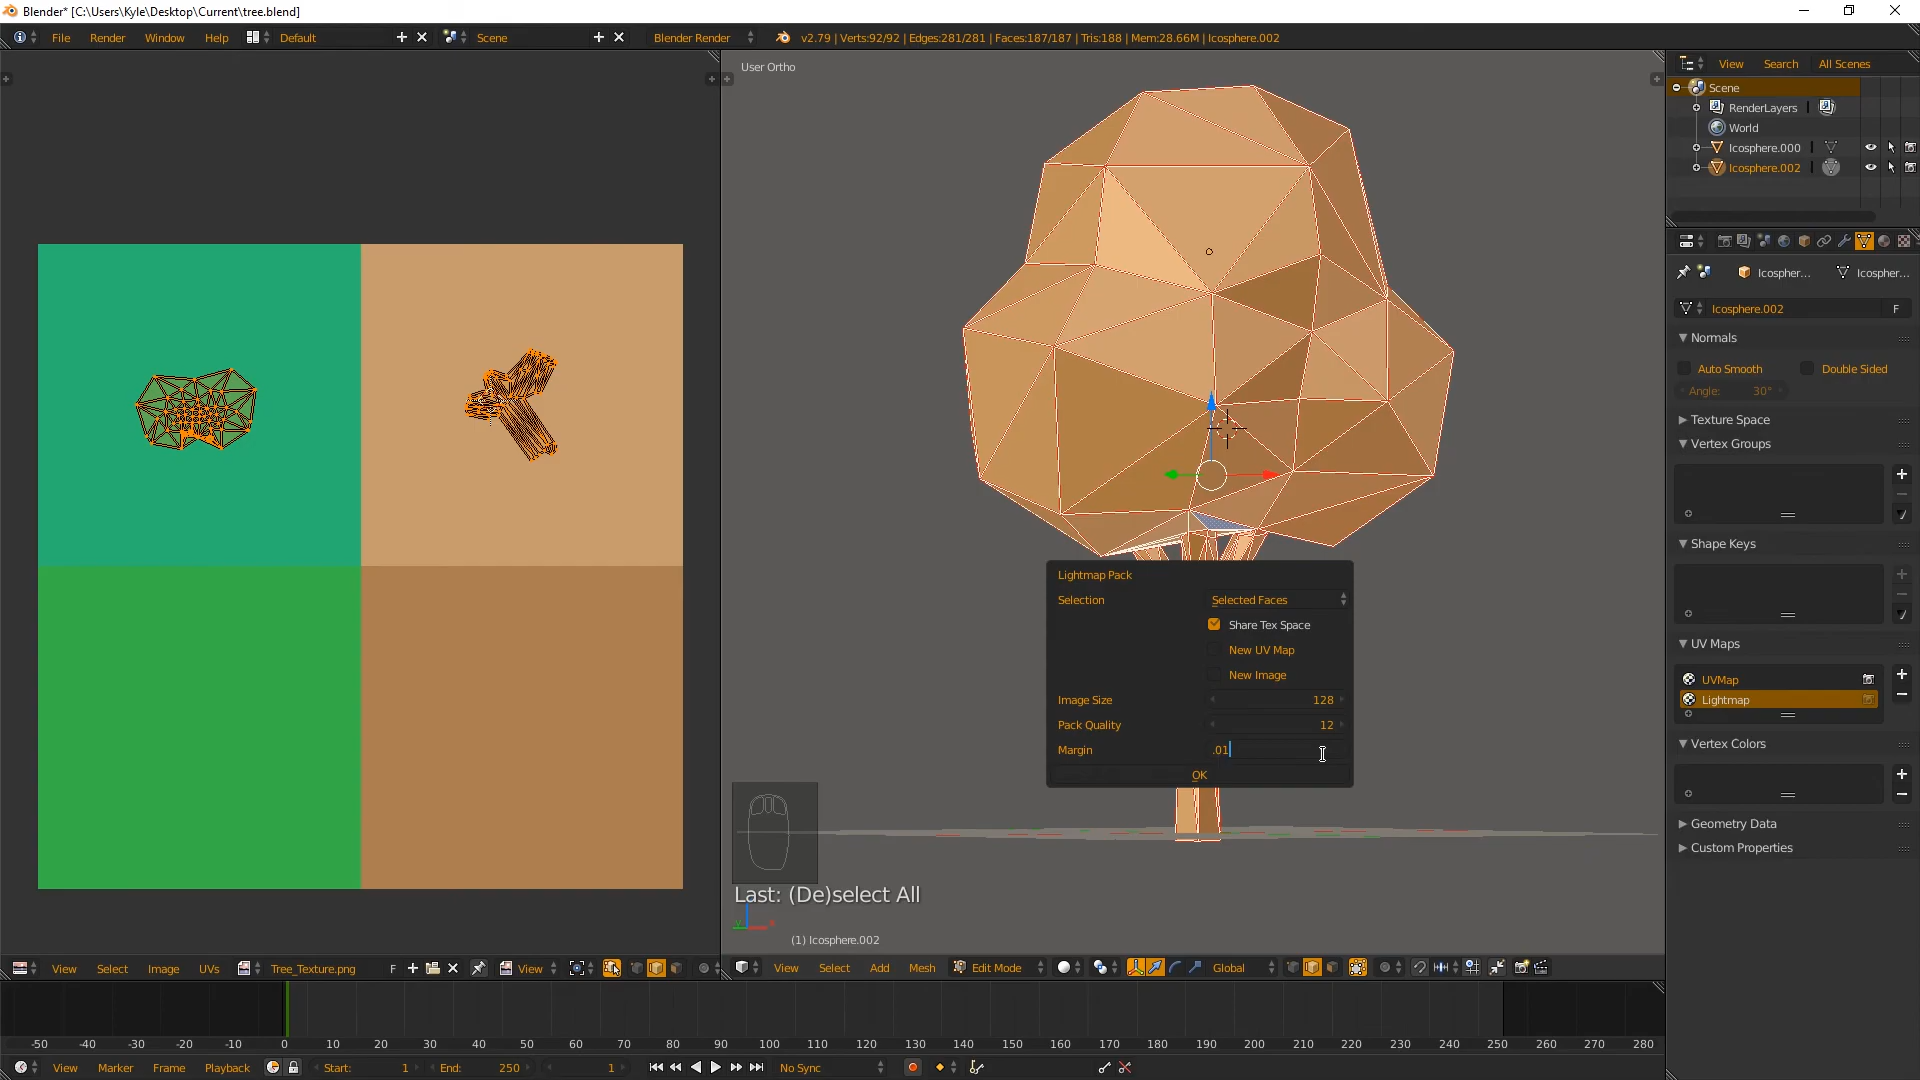 Blender* [C:\Users\Kyle\Desktop\Current\tree.blend]
File Render Window Help Default Scene Blender Render v2.79 | Verts:92/92 | Edges:281/281 | Faces:187/187 | Tris:188 | Mem:28.66M | Icosphere.002
User Ortho
View Search All Scenes
Scene
RenderLayers
World
Icosphere.000
Icosphere.002
Icospher... Icospher...
Icosphere.002 F
Normals
Auto Smooth Double Sided
Angle: 30°
Texture Space
Vertex Groups
Shape Keys
UV Maps
UVMap
Lightmap
Vertex Colors
Geometry Data
Custom Properties
Lightmap Pack
Selection Selected Faces
Share Tex Space
New UV Map
New Image
Image Size 128
Pack Quality 12
Margin .01
OK
Last: (De)select All
(1) Icosphere.002
View Select Image UVs Tree_Texture.png F View
View Select Add Mesh Edit Mode Global
-50 -40 -30 -20 -10 0 10 20 30 40 50 60 70 80 90 100 110 120 130 140 150 160 170 180 190 200 210 220 230 240 250 260 270 280
View Marker Frame Playback Start: 1 End: 250 1 No Sync